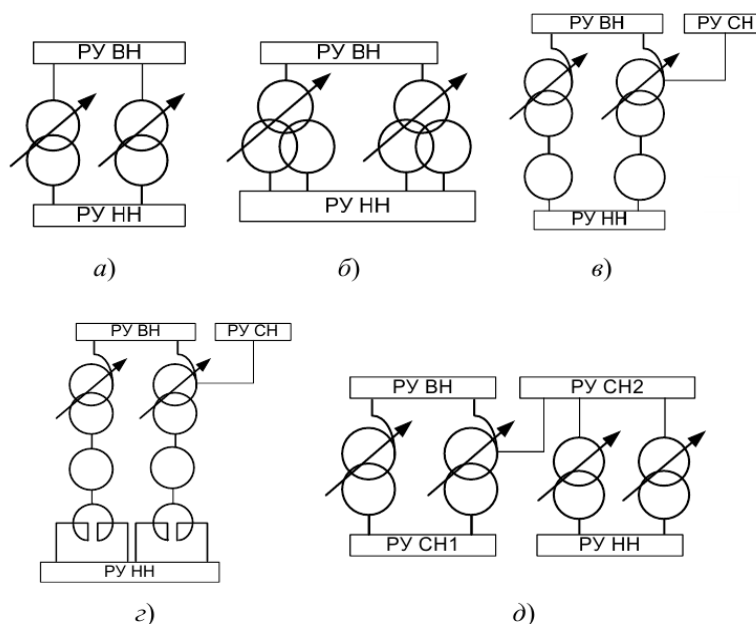 РУ ВН
РУ НН
а)
РУ ВН
РУ НН
б)
РУ ВН
РУ СН
РУ НН
в)
РУ ВН
РУ СН
РУ НН
г)
РУ ВН
РУ СН2
РУ СН1
РУ НН
д)